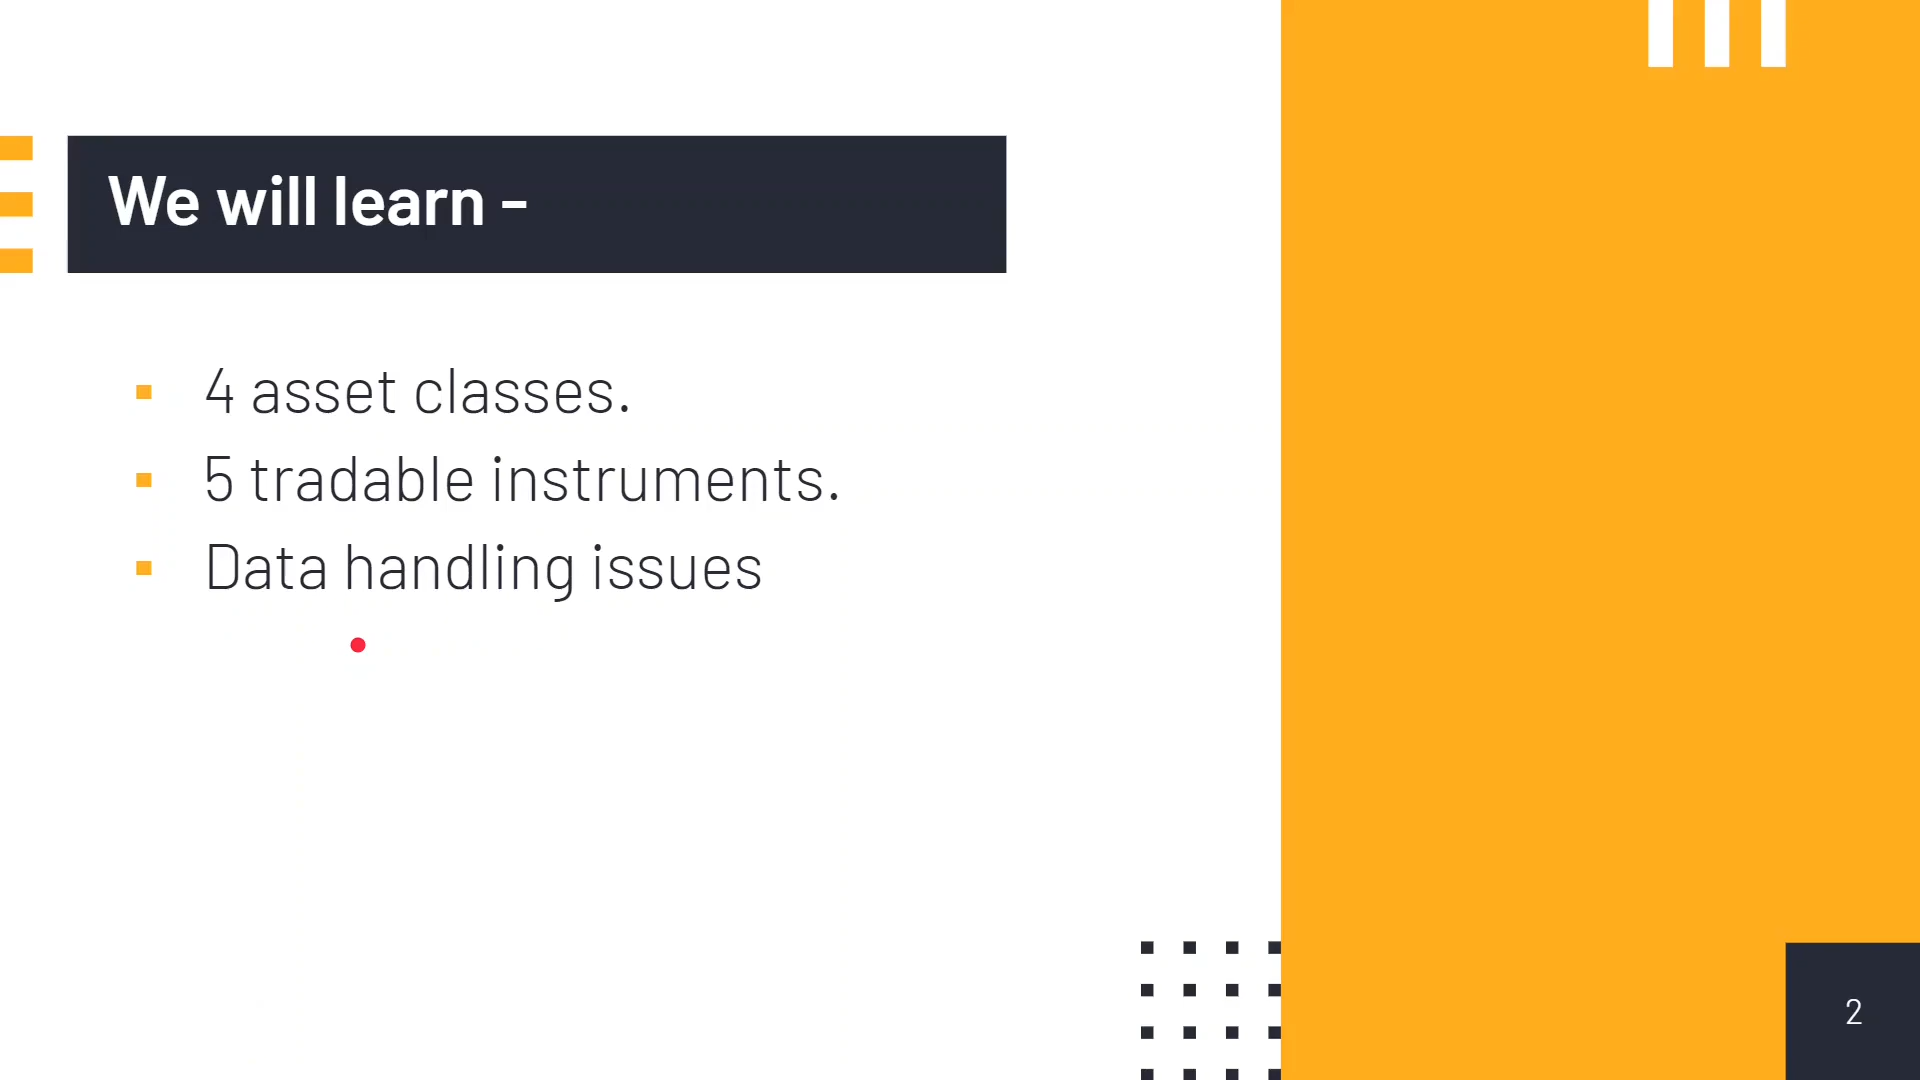 We will learn -
4 asset classes.
5 tradable instruments.
Data handling issues
2